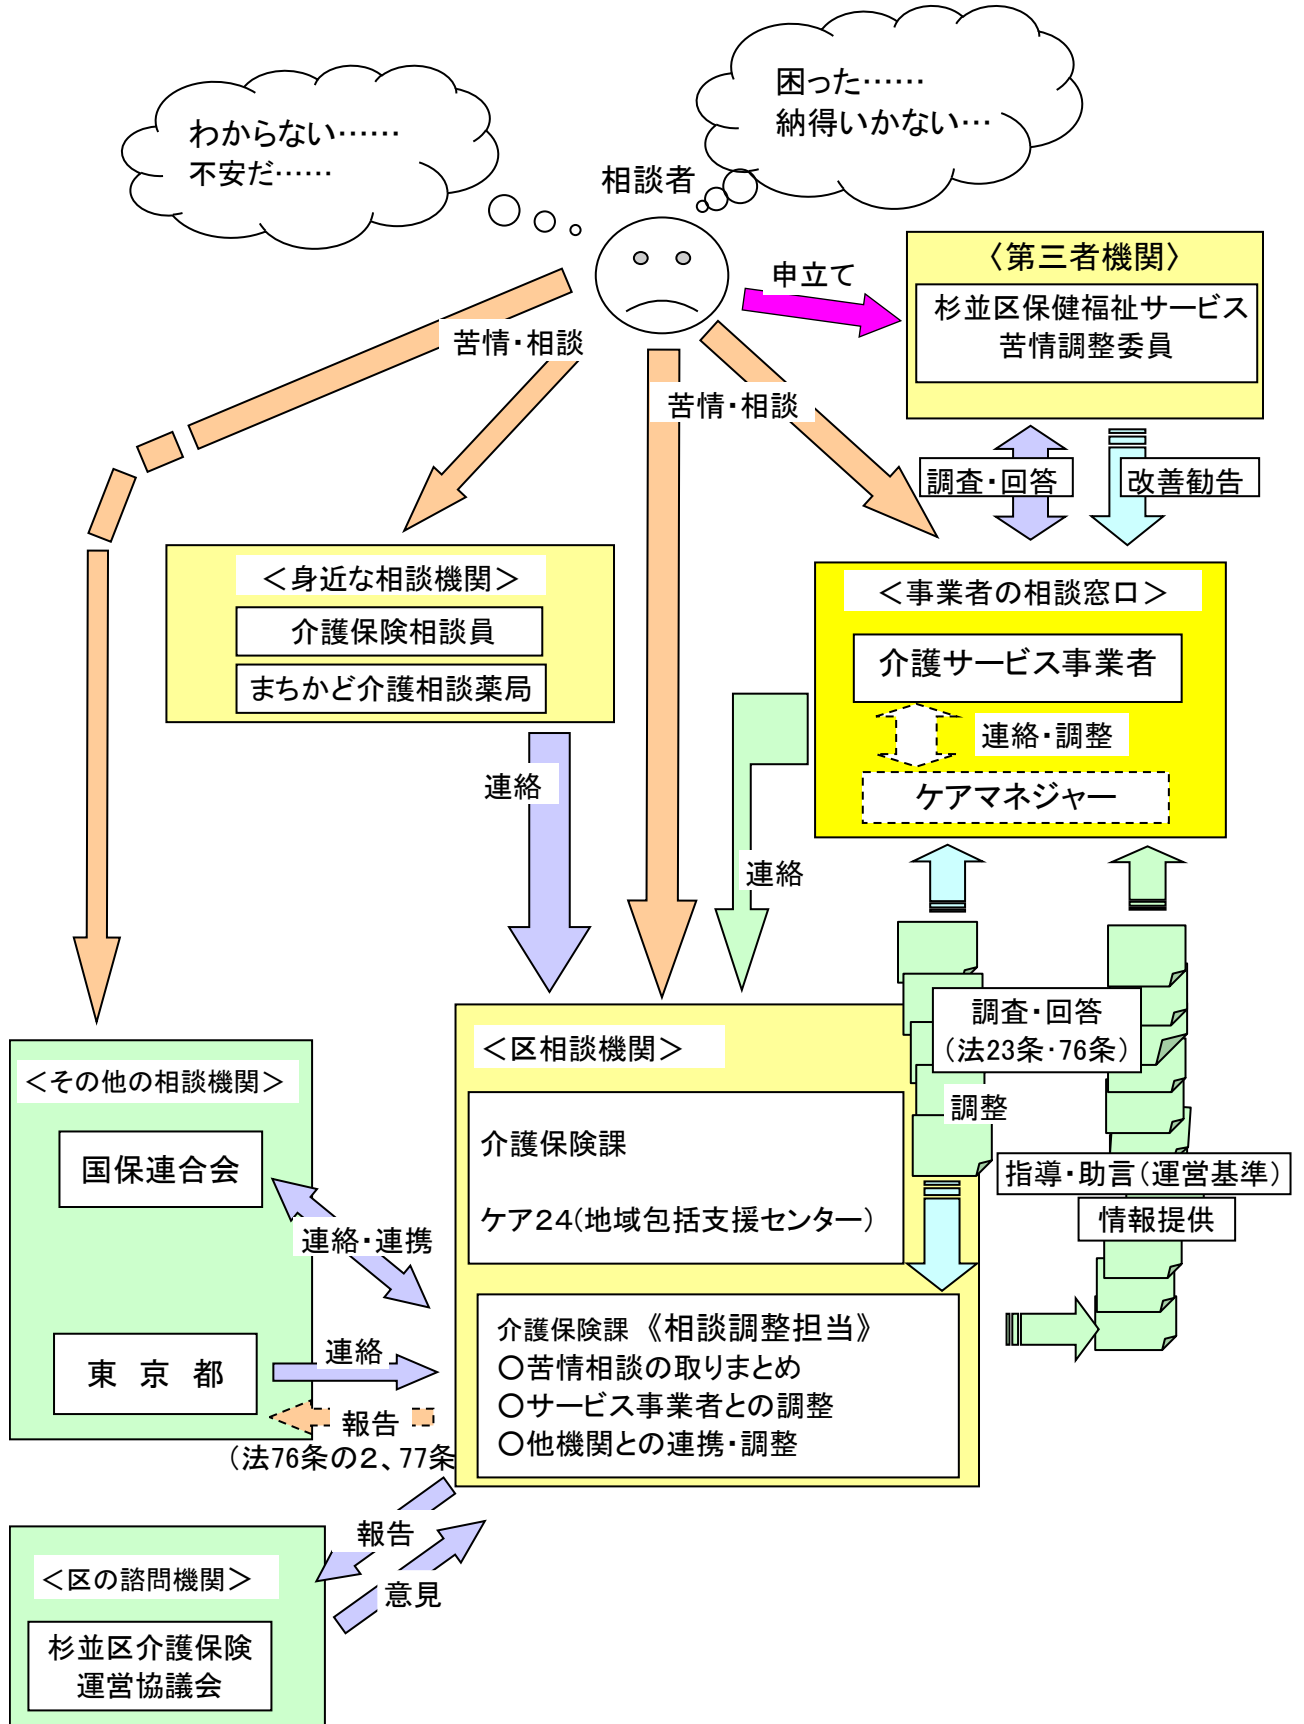 わからない……
不安だ……
困った……
納得いかない…
相談者
申立て
〈第三者機関〉
杉並区保健福祉サービス
苦情調整委員
苦情・相談
苦情・相談
調査・回答
改善勧告
＜身近な相談機関＞
介護保険相談員
まちかど介護相談薬局
＜事業者の相談窓口＞
介護サービス事業者
連絡・調整
ケアマネジャー
連絡
連絡
＜区相談機関＞
介護保険課
ケア２４(地域包括支援センター)
調査・回答
(法23条・76条)
調整
指導・助言(運営基準)
情報提供
＜その他の相談機関＞
国保連合会
連絡・連携
東　京　都
連絡
報告
(法76条の２、77条
介護保険課《相談調整担当》
○苦情相談の取りまとめ
○サービス事業者との調整
○他機関との連携・調整
報告
意見
＜区の諮問機関＞
杉並区介護保険
運営協議会